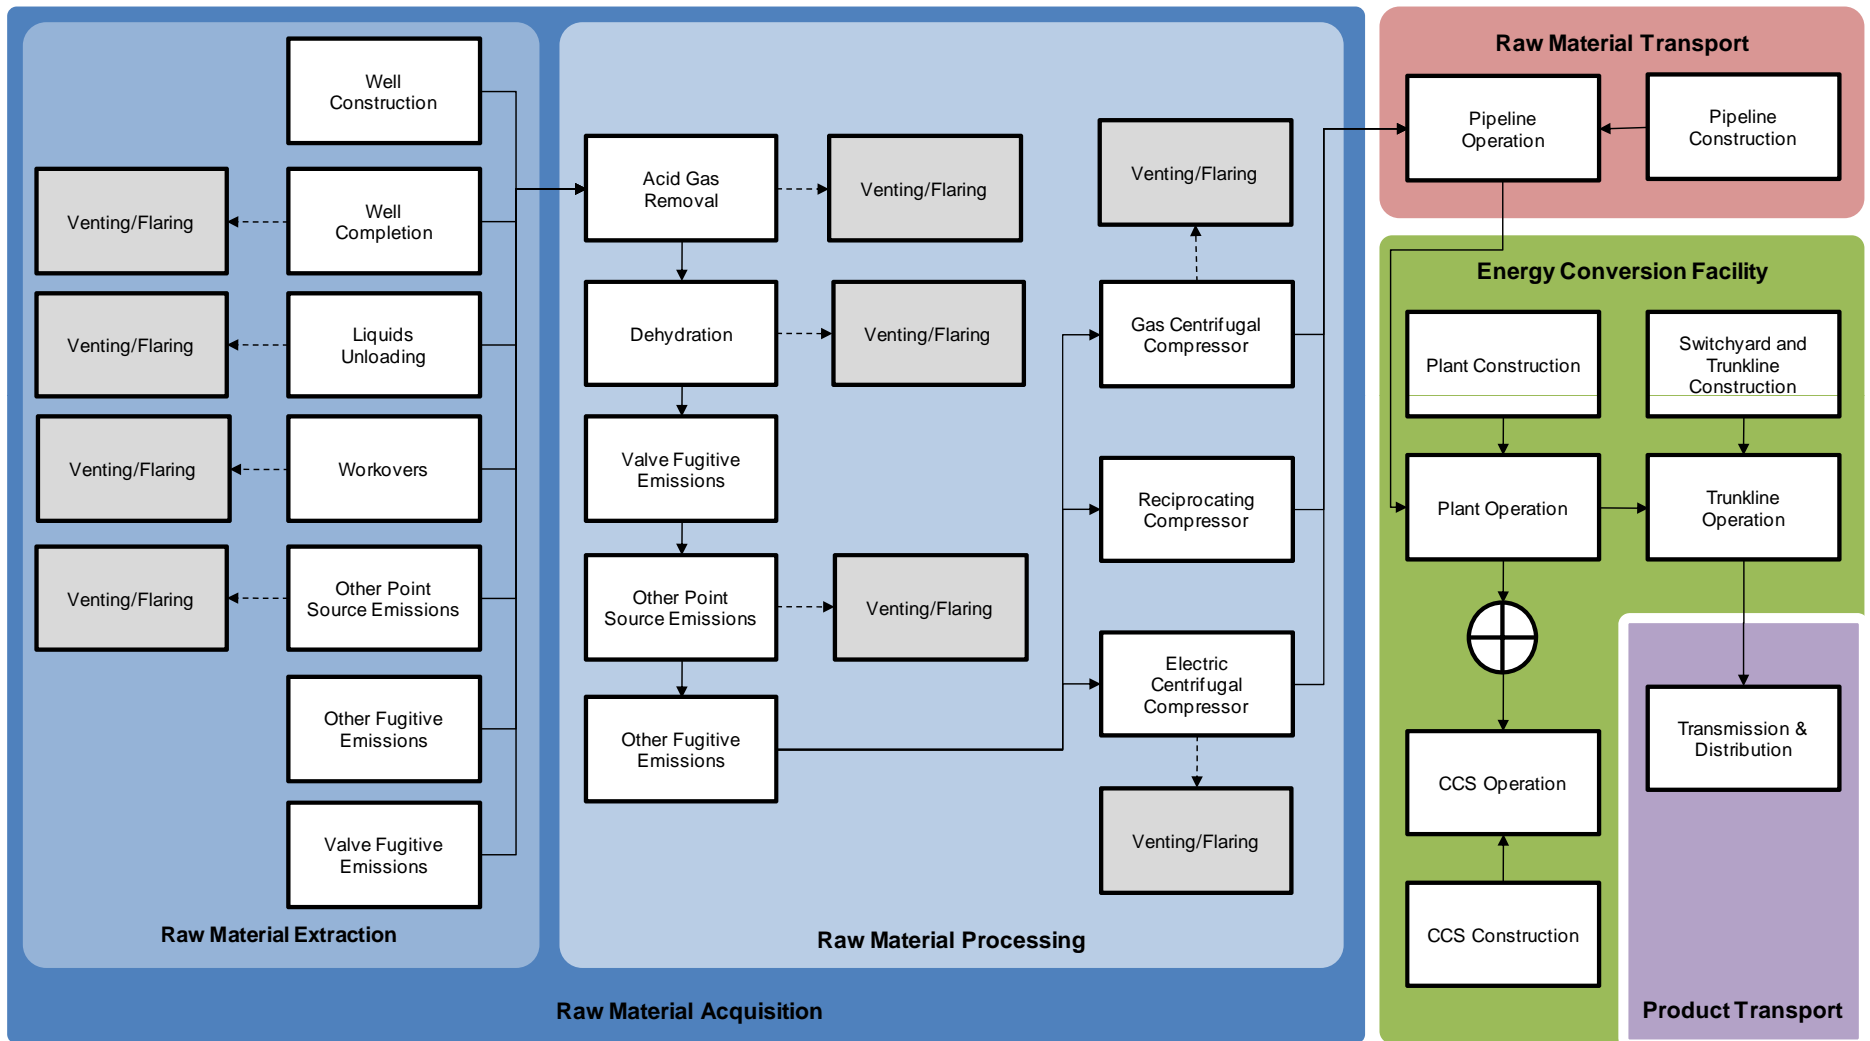 Well
Construction
Venting/Flaring
Well
Completion
Venting/Flaring
Liquids
Unloading
Venting/Flaring
Workovers
Venting/Flaring
Other Point
Source Emissions
Other Fugitive
Emissions
Valve Fugitive
Emissions
Raw Material Extraction
Acid Gas
Removal
Venting/Flaring
Dehydration
Venting/Flaring
Valve Fugitive
Emissions
Other Point
Source Emissions
Venting/Flaring
Other Fugitive
Emissions
Venting/Flaring
Gas Centrifugal
Compressor
Reciprocating
Compressor
Electric
Centrifugal
Compressor
Venting/Flaring
Raw Material Processing
Raw Material Acquisition
Raw Material Transport
Pipeline
Operation
Pipeline
Construction
Energy Conversion Facility
Plant Construction
Switchyard and
Trunkline
Construction
Plant Operation
Trunkline
Operation
CCS Operation
CCS Construction
Transmission &
Distribution
Product Transport